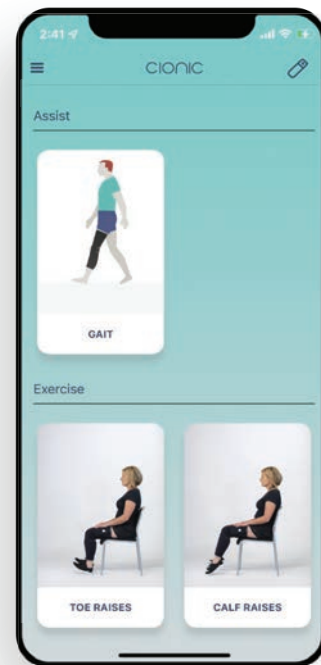 2:41
CIONIC
Assist
GAIT
Exercise
TOE RAISES
CALF RAISES